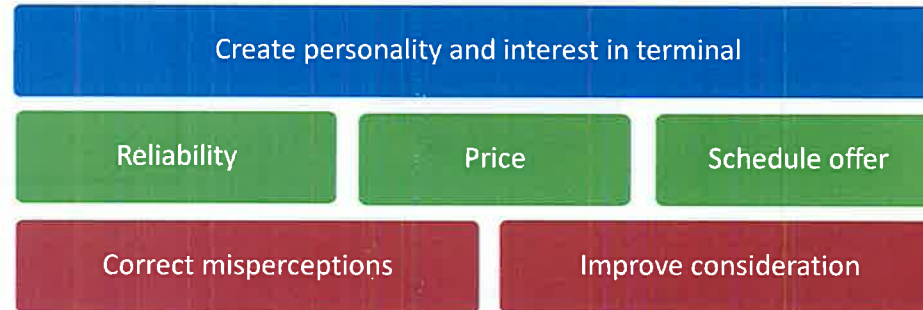 Create personality and interest in terminal
Reliability
Price
Schedule offer
Correct misperceptions
Improve consideration